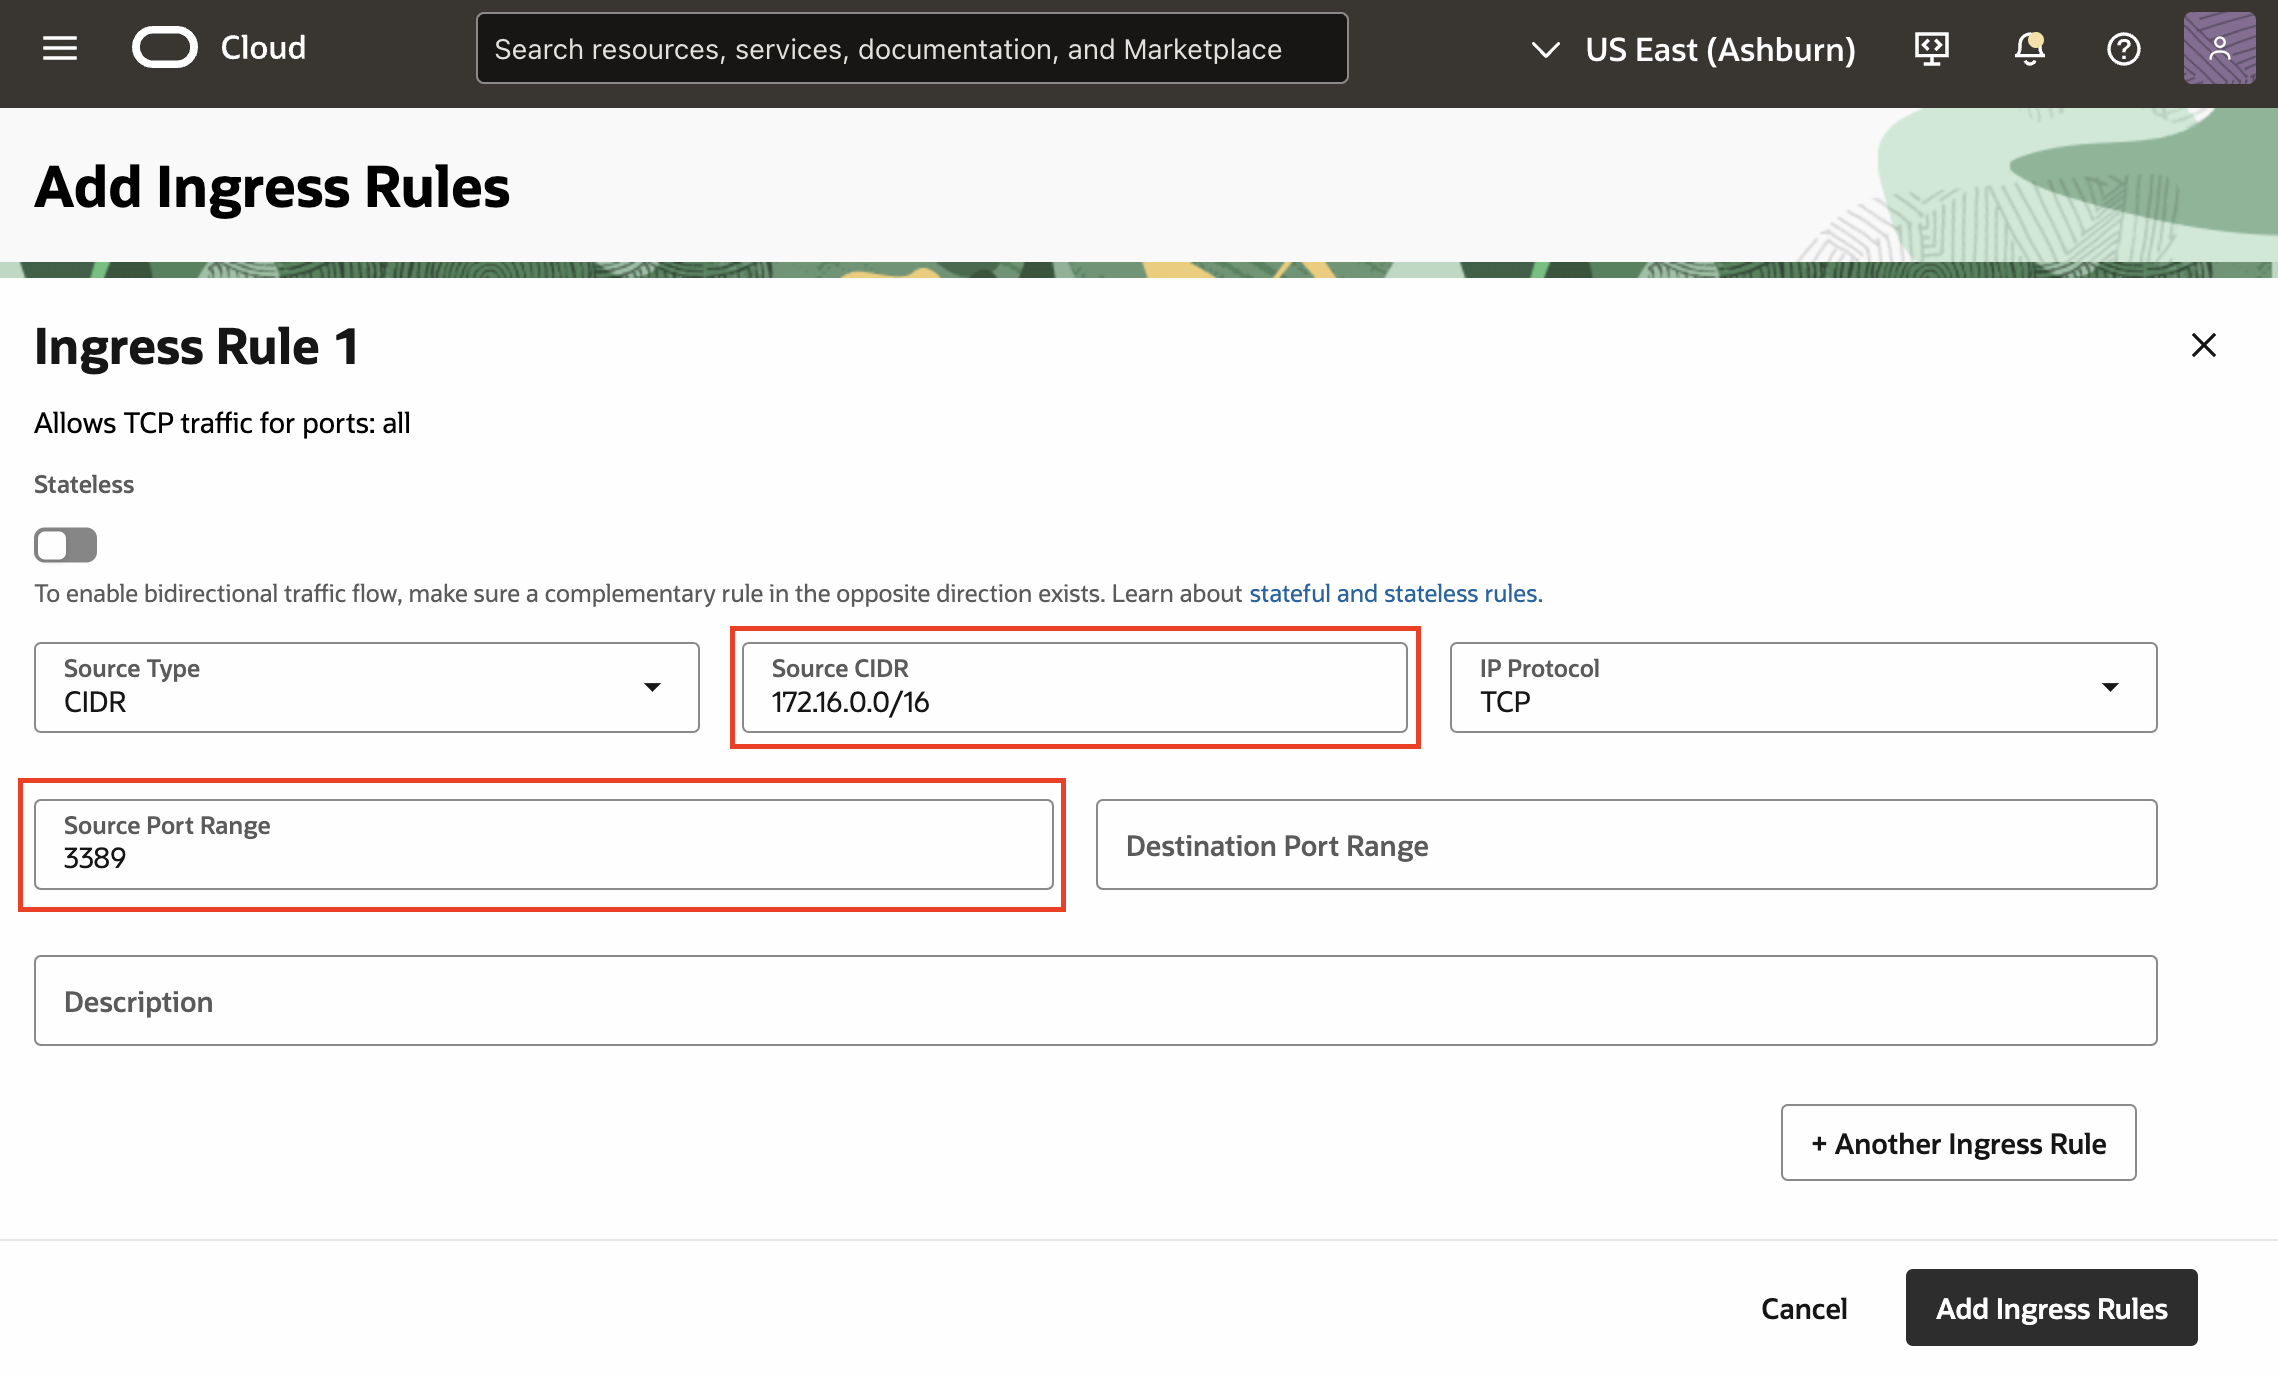 Cloud
Search resources, services, documentation, and Marketplace
US East (Ashburn)
Add Ingress Rules
Ingress Rule 1
Allows TCP traffic for ports: all
Stateless
To enable bidirectional traffic flow, make sure a complementary rule in the opposite direction exists. Learn about stateful and stateless rules.
Source Type
CIDR
Source CIDR
172.16.0.0/16
IP Protocol
TCP
Source Port Range
3389
Destination Port Range
Description
+ Another Ingress Rule
Cancel
Add Ingress Rules